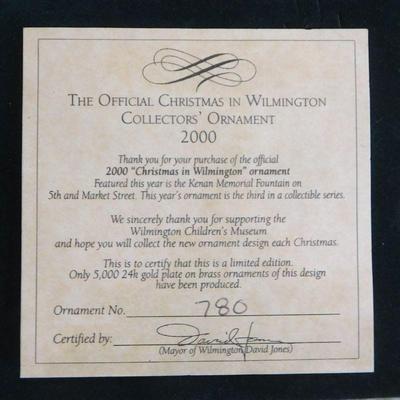 The Official Christmas in Wilmington
Collectors' Ornament
2000
Thank you for your purchase of the official
2000 "Christmas in Wilmington" ornament
Featured this year is the Kenan Memorial Fountain on
5th and Market Street. This year's ornament is the third in a collectible series.
We sincerely thank you for supporting the
Wilmington Children's Museum
and hope you will collect the new ornament design each Christmas.
This is to certify that this is a limited edition.
Only 5,000 24k gold plate on brass ornaments of this design
have been produced.
Ornament No. 780
Certified by: David Jones
(Mayor of Wilmington David Jones)